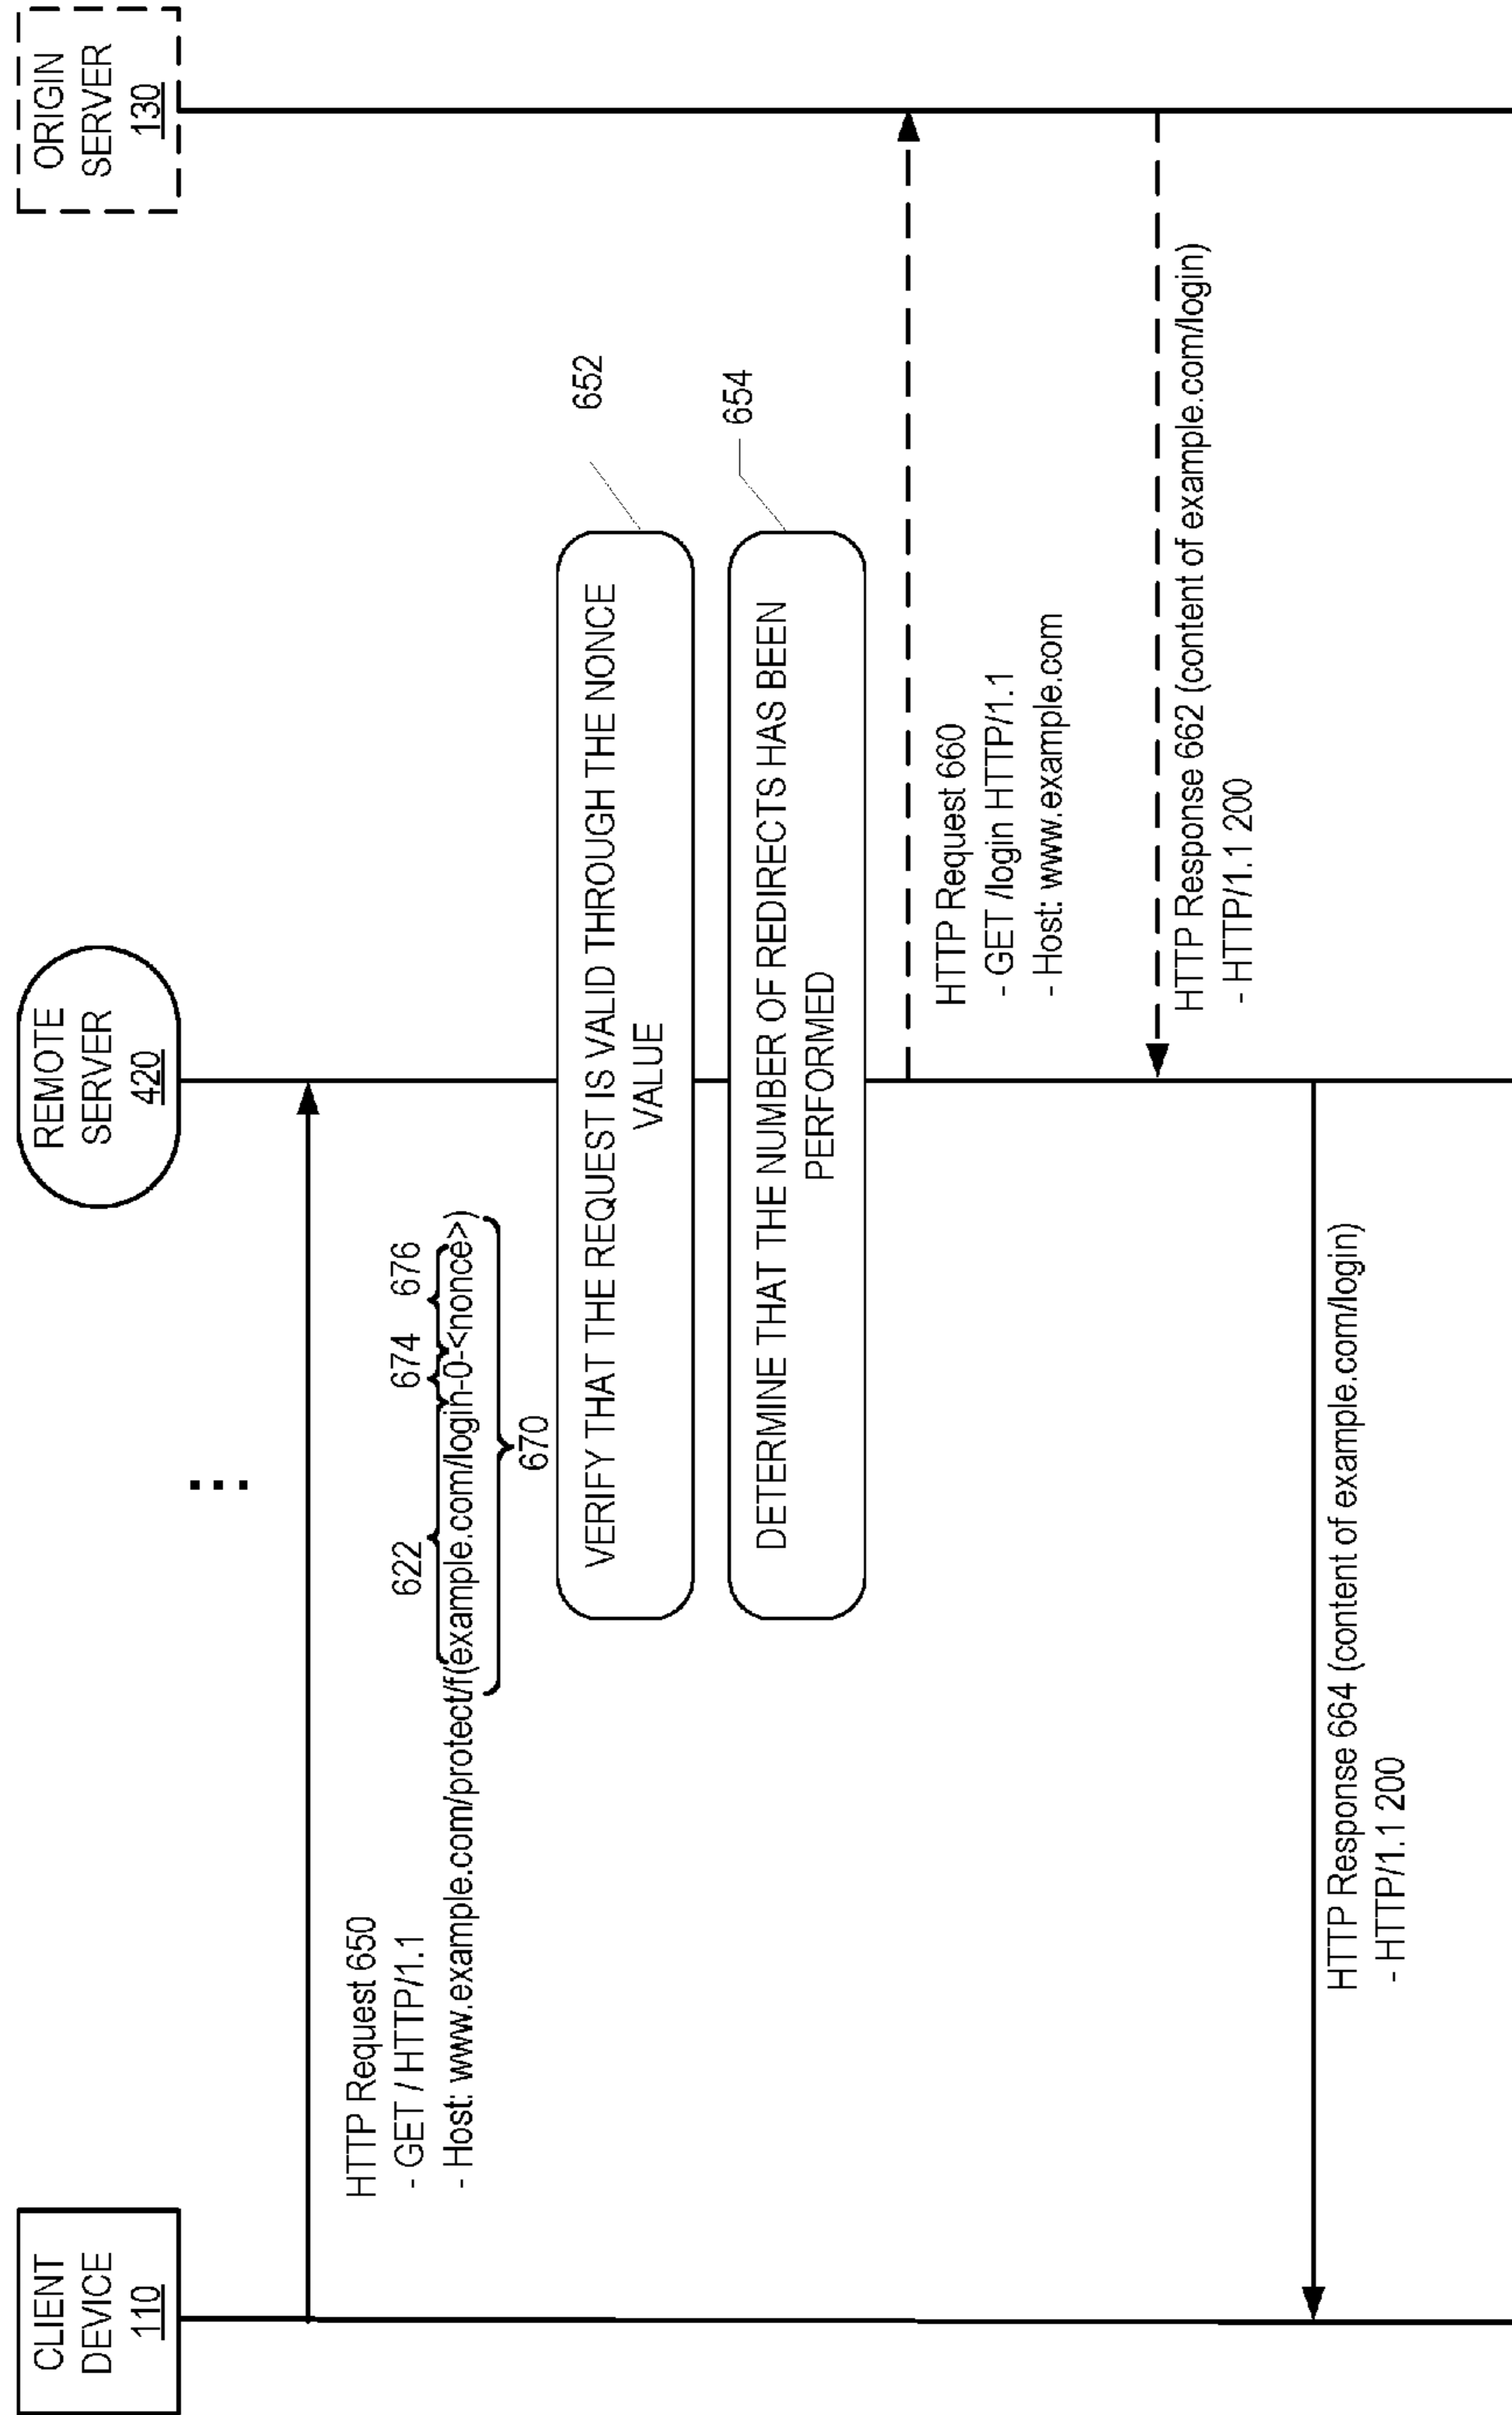 CLIENT
DEVICE
110
REMOTE
SERVER
420
ORIGIN
SERVER
130
...
HTTP Request 650
- GET / HTTP/1.1
622
674
676
- Host: www.example.com/protect/f(example.com/login-0-<nonce>)
670
VERIFY THAT THE REQUEST IS VALID THROUGH THE NONCE
VALUE
652
DETERMINE THAT THE NUMBER OF REDIRECTS HAS BEEN
PERFORMED
654
HTTP Request 660
- GET /login HTTP/1.1
- Host: www.example.com
HTTP Response 662 (content of example.com/login)
- HTTP/1.1 200
HTTP Response 664 (content of example.com/login)
- HTTP/1.1 200